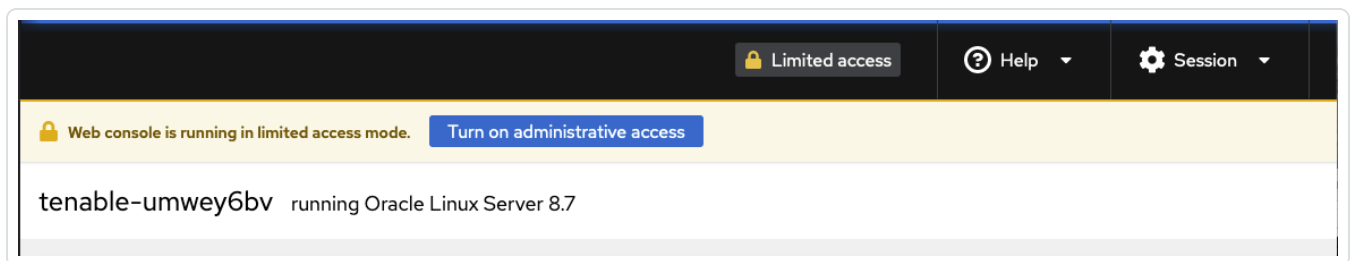 Limited access Help Session
Web console is running in limited access mode. Turn on administrative access
tenable-umwey6bv running Oracle Linux Server 8.7